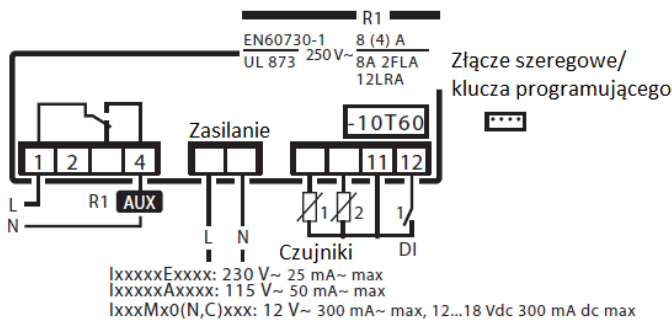 R1
EN60730-1
UL 873
250 V~
8 (4) A
8A 2FLA
12LRA
Złącze szeregowe/
klucza programującego
-10T60
Zasilanie
1 2 4
11 12
L
N
R1 AUX
L N
1 2 1
Czujniki
DI
IxxxxxExxxx: 230 V~ 25 mA~ max
IxxxxxAxxxx: 115 V~ 50 mA~ max
IxxxMx0(N,C)xxx: 12 V~ 300 mA~ max, 12...18 Vdc 300 mA dc max